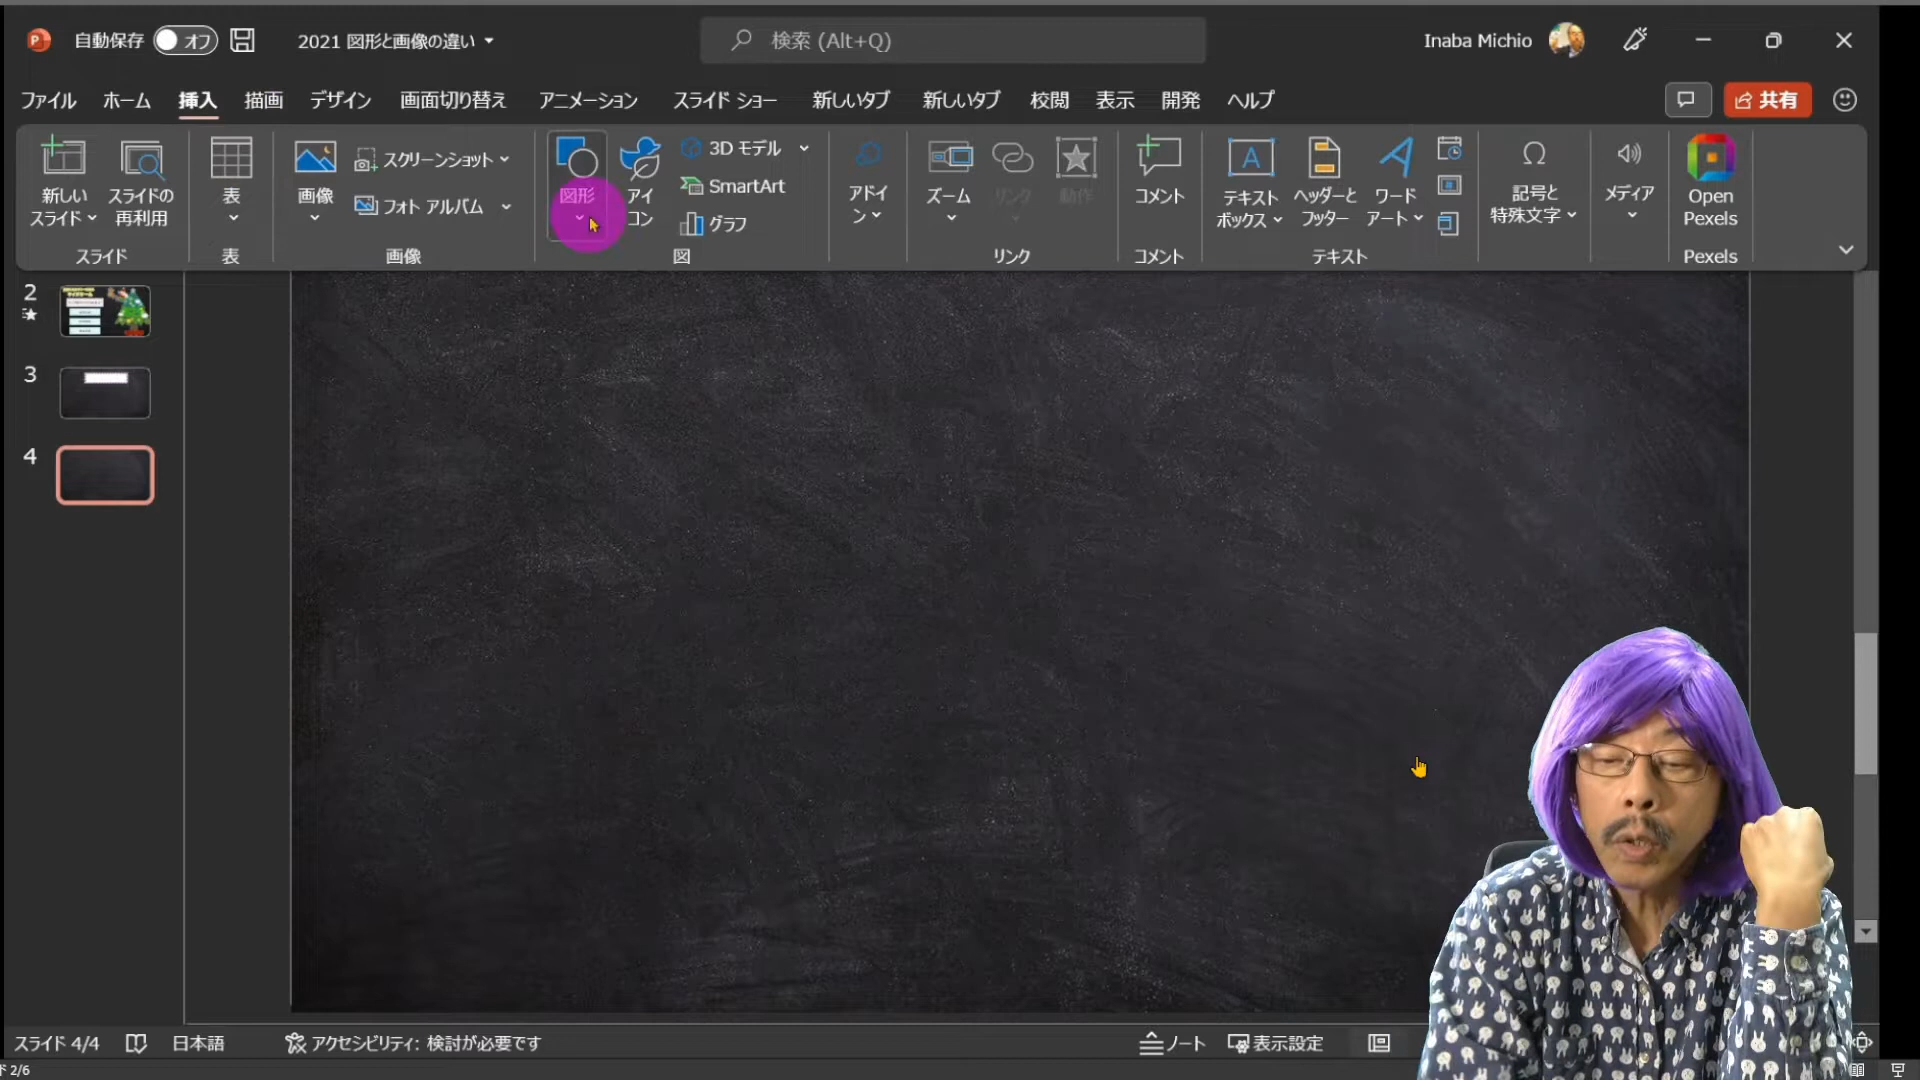 自動保存 オフ 2021 図形と画像の違い 検索 (Alt+Q) Inaba Michio
ファイル ホーム 挿入 描画 デザイン 画面切り替え アニメーション スライド ショー 新しいタブ 新しいタブ 校閲 表示 開発 ヘルプ 共有
新しい
スライド
スライドの
再利用
スライド
表
表
画像
スクリーンショット
フォト アルバム
画像
図形
アイ
コン
3D モデル
SmartArt
グラフ
図
アドイ
ン
ズーム
リンク
動作
リンク
コメント
コメント
テキスト
ボックス
ヘッダーと
フッター
ワード
アート
テキスト
記号と
特殊文字
メディア
Open
Pexels
Pexels
2
3
4
スライド 4/4 日本語 アクセシビリティ: 検討が必要です ノート 表示設定
ド 2/6